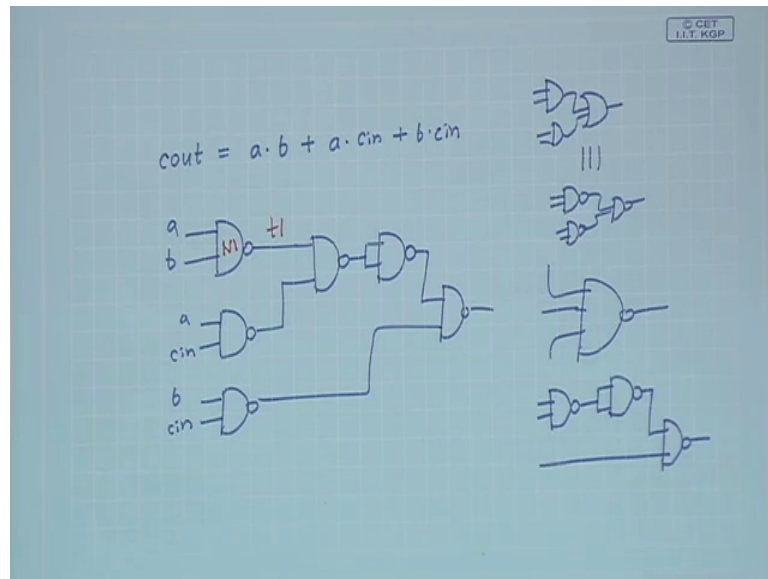 © CET
I.I.T. KGP
cout = a·b + a·cin + b·cin
a
b
N1
t1
a
cin
b
cin